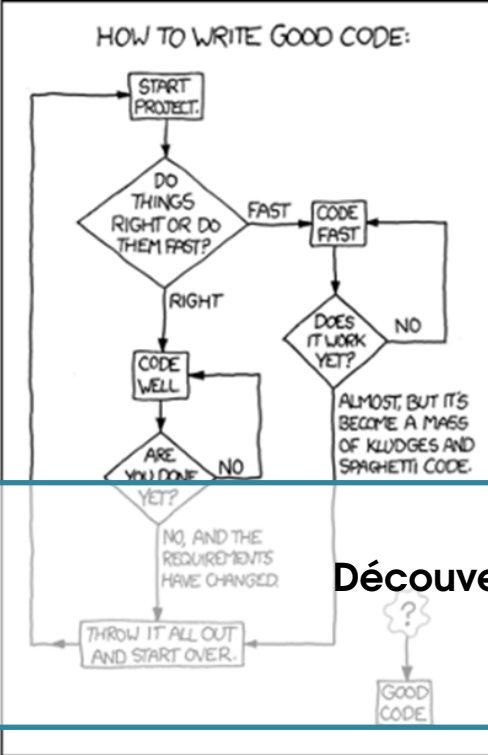 HOW TO WRITE GOOD CODE:
START
PROJECT.
DO
THINGS
RIGHT OR DO
THEM FAST?
FAST
CODE
FAST
RIGHT
DOES
IT WORK
YET?
NO
CODE
WELL
ALMOST, BUT IT'S
BECOME A MASS
OF KLUDGES AND
SPAGHETTI CODE.
ARE
YOU DONE
YET?
NO
NO, AND THE
REQUIREMENTS
HAVE CHANGED.
Découve
?
THROW IT ALL OUT
AND START OVER.
GOOD
CODE